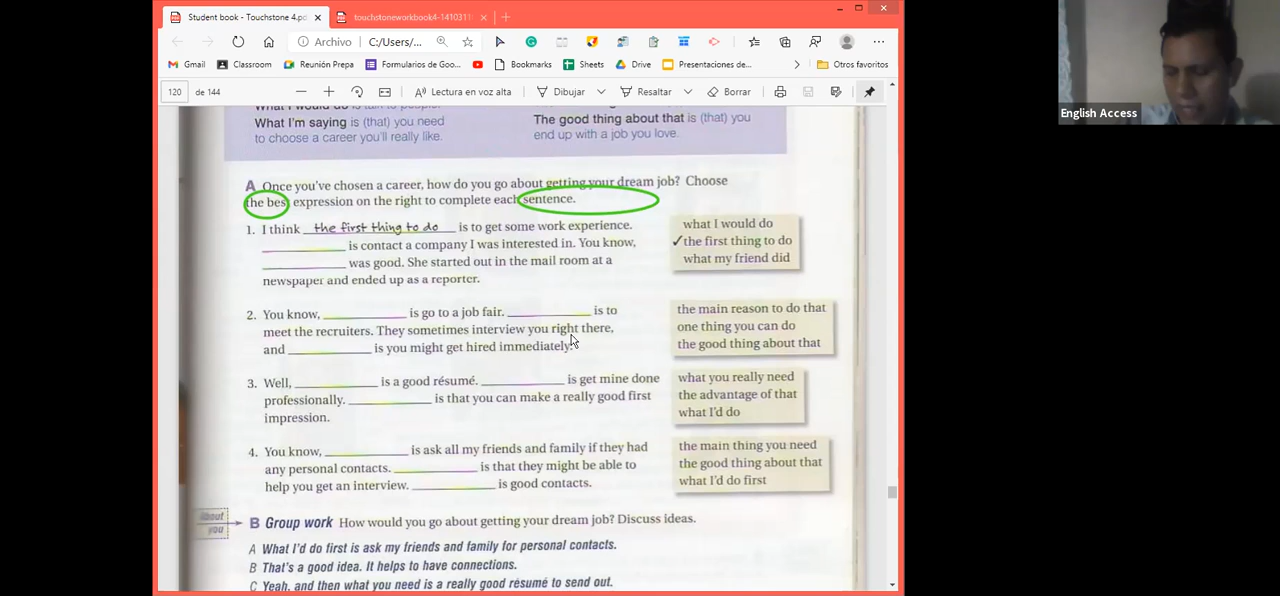 Student book - Touchstone 4.pdf
touchstoneworkbook4-1410311
Archivo C:/Users/...
Gmail Classroom Reunión Prepa Formularios de Goo... Bookmarks Sheets Drive Presentaciones de... Otros favoritos
120 de 144 Lectura en voz alta Dibujar Resaltar Borrar
What I would do is talk to people.
What I'm saying is (that) you need
to choose a career you'll really like.
The good thing about that is (that) you
end up with a job you love.
A Once you've chosen a career, how do you go about getting your dream job? Choose
the best expression on the right to complete each sentence.
1. I think the first thing to do is to get some work experience.
is contact a company I was interested in. You know,
was good. She started out in the mail room at a
newspaper and ended up as a reporter.
what I would do
✓the first thing to do
what my friend did
2. You know, is go to a job fair. is to
meet the recruiters. They sometimes interview you right there,
and is you might get hired immediately.
the main reason to do that
one thing you can do
the good thing about that
3. Well, is a good résumé. is get mine done
professionally. is that you can make a really good first
impression.
what you really need
the advantage of that
what I'd do
4. You know, is ask all my friends and family if they had
any personal contacts. is that they might be able to
help you get an interview. is good contacts.
the main thing you need
the good thing about that
what I'd do first
About
you
B Group work How would you go about getting your dream job? Discuss ideas.
A What I'd do first is ask my friends and family for personal contacts.
B That's a good idea. It helps to have connections.
C Yeah, and then what you need is a really good résumé to send out.
English Access